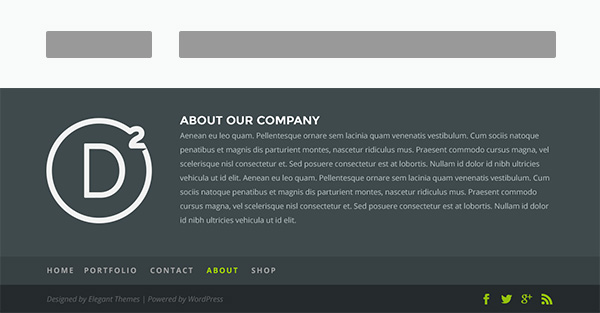 D2
ABOUT OUR COMPANY
Aenean eu leo quam. Pellentesque ornare sem lacinia quam venenatis vestibulum. Cum sociis natoque
penatibus et magnis dis parturient montes, nascetur ridiculus mus. Praesent commodo cursus magna, vel
scelerisque nisl consectetur et. Sed posuere consectetur est at lobortis. Nullam id dolor id nibh ultricies
vehicula ut id elit. Aenean eu leo quam. Pellentesque ornare sem lacinia quam venenatis vestibulum. Cum
sociis natoque penatibus et magnis dis parturient montes, nascetur ridiculus mus. Praesent commodo
cursus magna, vel scelerisque nisl consectetur et. Sed posuere consectetur est at lobortis. Nullam id dolor
id nibh ultricies vehicula ut id elit.
HOME PORTFOLIO CONTACT ABOUT SHOP
Designed by Elegant Themes | Powered by WordPress